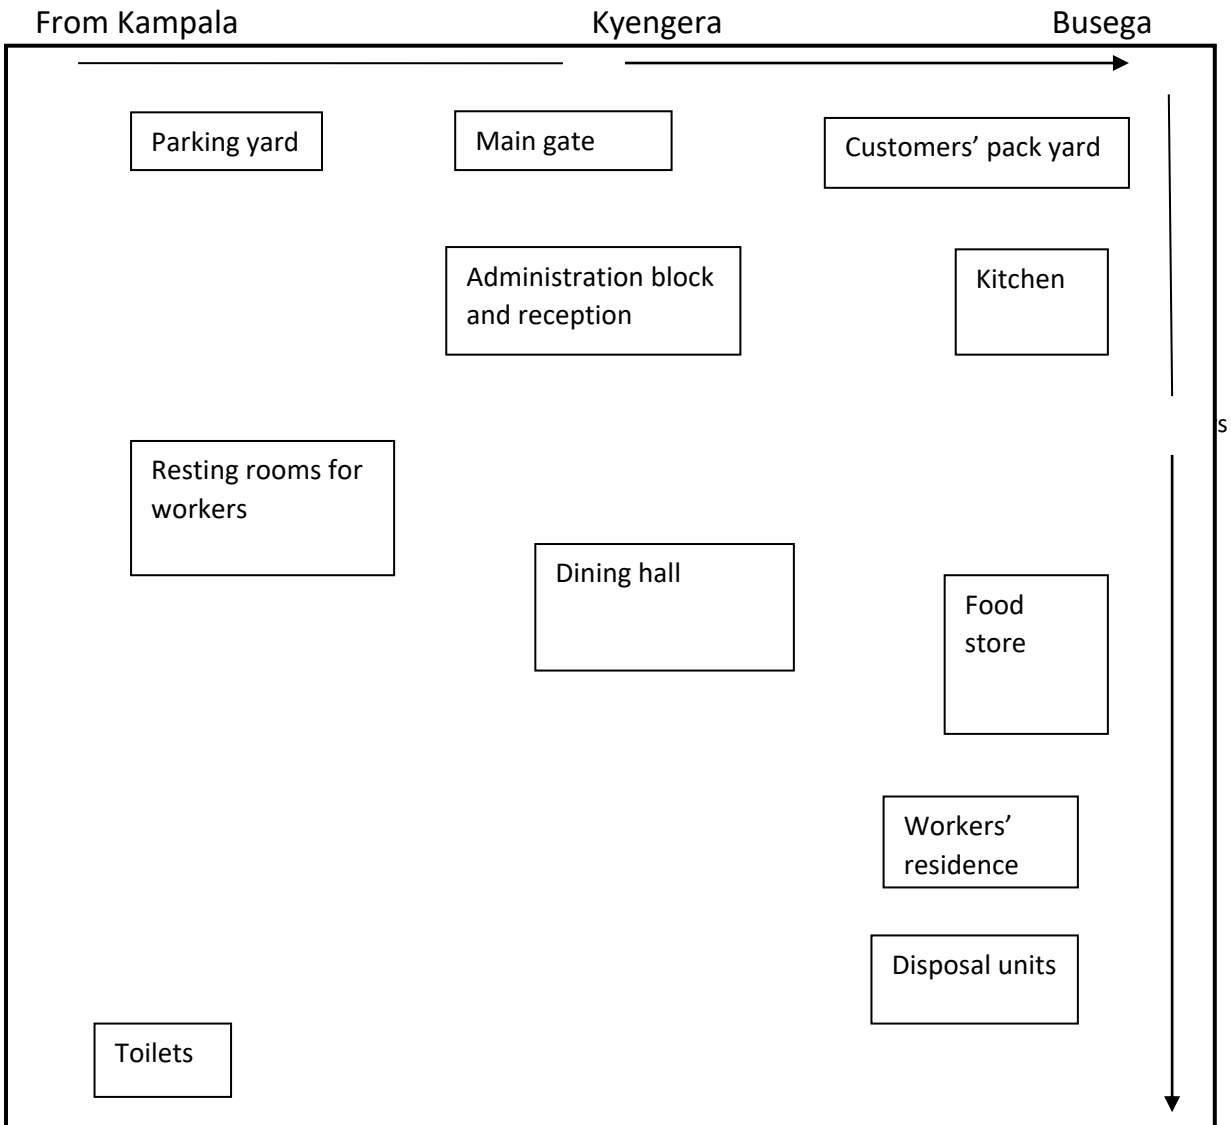 From Kampala Kyengera Busega
Parking yard
Main gate
Customers’ pack yard
Administration block
and reception
Kitchen
Resting rooms for
workers
Dining hall
Food
store
Workers’
residence
Disposal units
Toilets